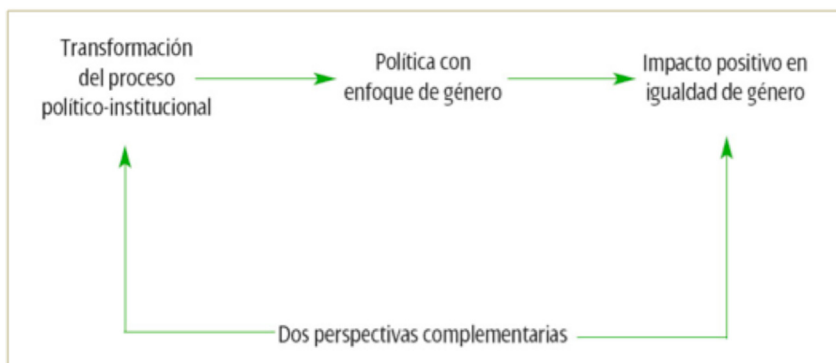 Transformación
del proceso
político-institucional
Política con
enfoque de género
Impacto positivo en
igualdad de género
Dos perspectivas complementarias